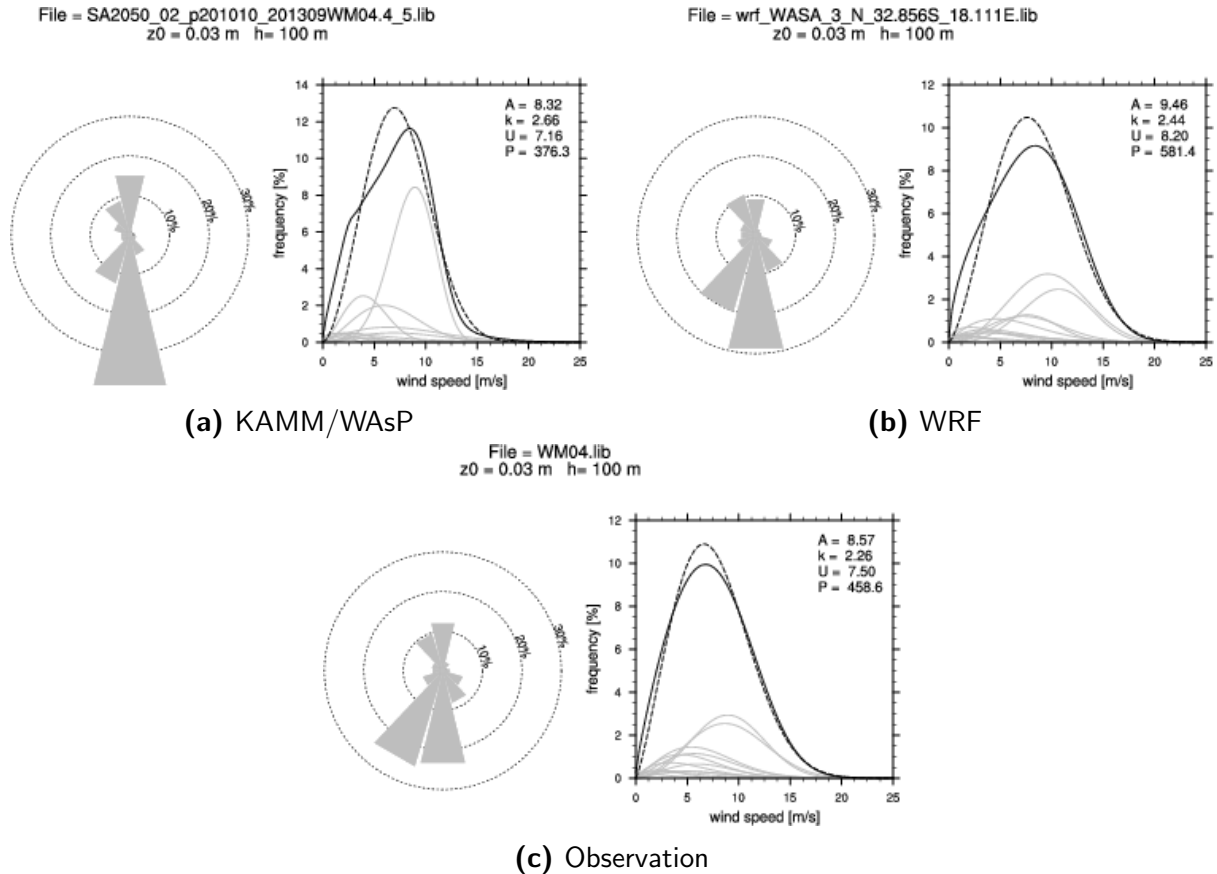 File = SA2050_02_p201010_201309WM04.4_5.lib
z0 = 0.03 m h= 100 m
10%
20%
30%
frequency [%]
14
12
10
8
6
4
2
0
A = 8.32
k = 2.66
U = 7.16
P = 376.3
0 5 10 15 20 25
wind speed [m/s]
(a) KAMM/WAsP
File = wrf_WASA_3_N_32.856S_18.111E.lib
z0 = 0.03 m h= 100 m
10%
20%
30%
frequency [%]
12
10
8
6
4
2
0
A = 9.46
k = 2.44
U = 8.20
P = 581.4
0 5 10 15 20 25
wind speed [m/s]
(b) WRF
File = WM04.lib
z0 = 0.03 m h= 100 m
10%
20%
30%
frequency [%]
12
10
8
6
4
2
0
A = 8.57
k = 2.26
U = 7.50
P = 458.6
0 5 10 15 20 25
wind speed [m/s]
(c) Observation